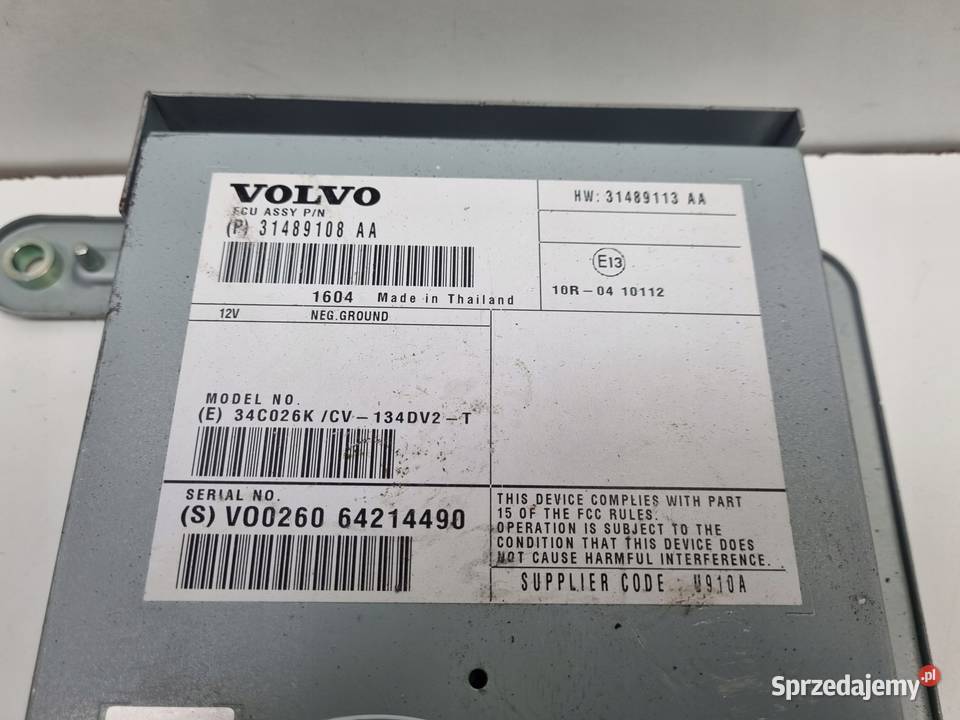 VOLVO
ECU ASSY P/N
(P) 31489108 AA
HW: 31489113 AA
E13
10R-04 10112
1604 Made in Thailand
12V NEG.GROUND
MODEL NO.
(E) 34C026K /CV-134DV2-T
SERIAL NO.
(S) VO0260 64214490
THIS DEVICE COMPLIES WITH PART
15 OF THE FCC RULES.
OPERATION IS SUBJECT TO THE
CONDITION THAT THIS DEVICE DOES
NOT CAUSE HARMFUL INTERFERENCE.
SUPPLIER CODE : U910A
Sprzedajemy.pl